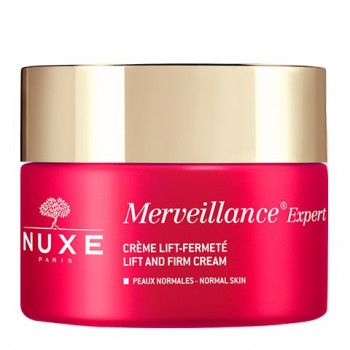 Merveillance® Expert
NUXE
PARIS
CRÈME LIFT-FERMETÉ
LIFT AND FIRM CREAM
PEAUX NORMALES - NORMAL SKIN